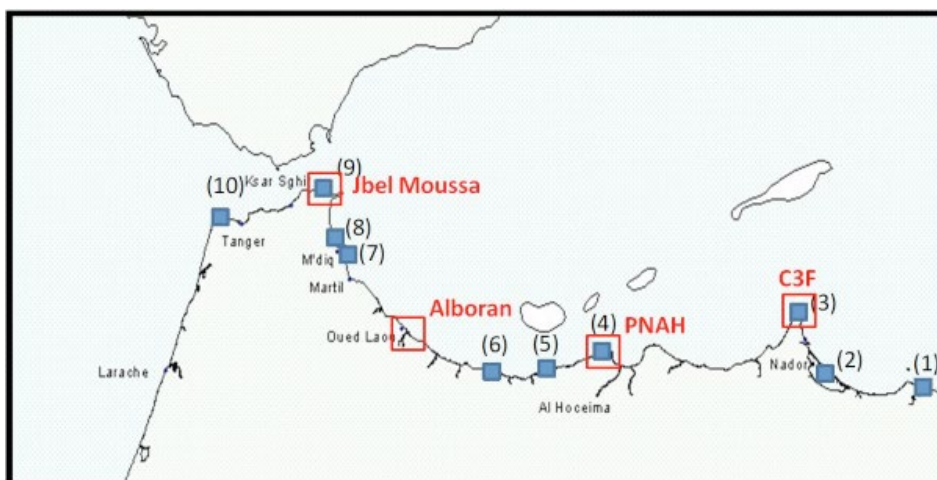 (9)
Ksar Sghi
(10)
Jbel Moussa
Tanger
(8)
M'diq
(7)
Martil
C3F
Alboran
(3)
Oued Laou
(4)
PNAH
(6)
(5)
Nador
(2)
(1)
Larache
Al Hoceima